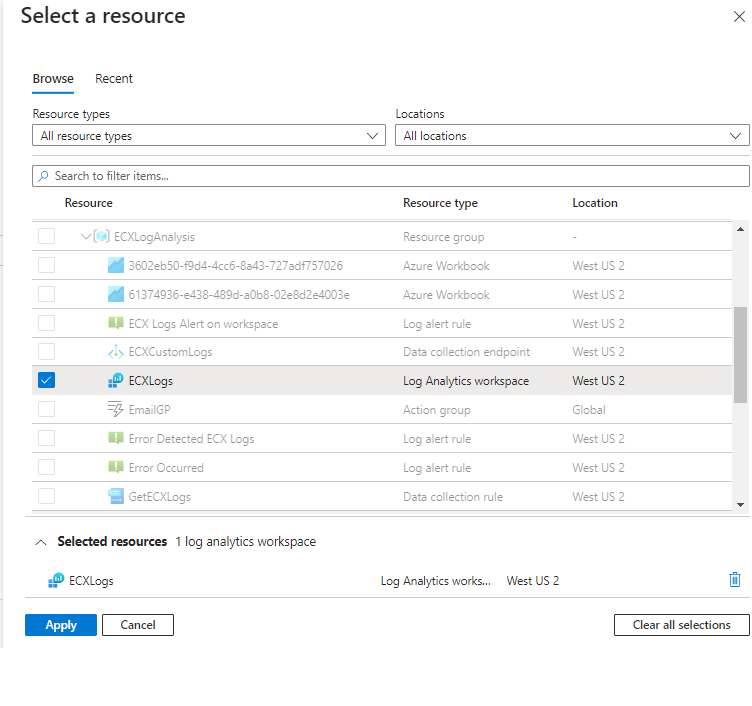 Select a resource
Browse Recent
Resource types Locations
All resource types All locations
Search to filter items...
Resource Resource type Location
ECXLogAnalysis Resource group -
3602eb50-f9d4-4cc6-8a43-727adf757026 Azure Workbook West US 2
61374936-e438-489d-a0b8-02e8d2e4003e Azure Workbook West US 2
ECX Logs Alert on workspace Log alert rule West US 2
ECXCustomLogs Data collection endpoint West US 2
ECXLogs Log Analytics workspace West US 2
EmailGP Action group Global
Error Detected ECX Logs Log alert rule West US 2
Error Occurred Log alert rule West US 2
GetECXLogs Data collection rule West US 2
Selected resources 1 log analytics workspace
ECXLogs Log Analytics works... West US 2
Apply Cancel Clear all selections